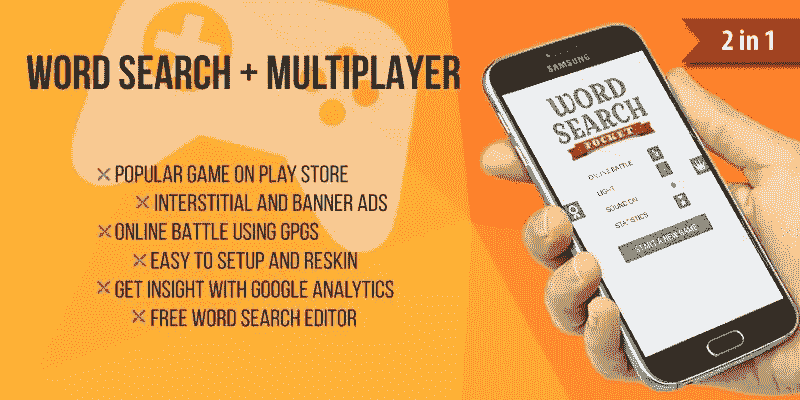 WORD SEARCH + MULTIPLAYER
POPULAR GAME ON PLAY STORE
INTERSTITIAL AND BANNER ADS
ONLINE BATTLE USING GPGS
EASY TO SETUP AND RESKIN
GET INSIGHT WITH GOOGLE ANALYTICS
FREE WORD SEARCH EDITOR
2 in 1
SAMSUNG
WORD
SEARCH
POCKET
ONLINE BATTLE
LIGHT
SOUND ON
STATISTICS
START A NEW GAME